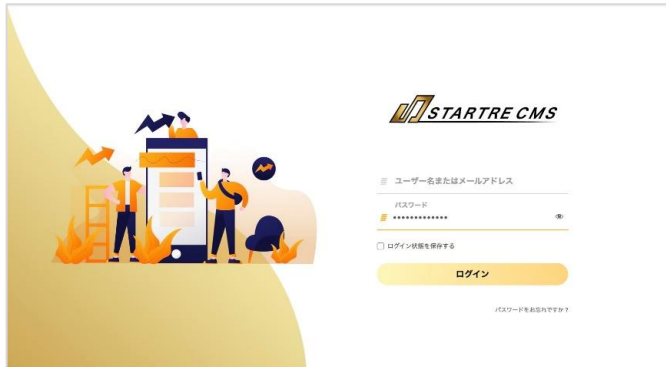 STARTRE CMS
ユーザー名またはメールアドレス
パスワード
•••••••••••••
ログイン状態を保存する
ログイン
パスワードをお忘れですか？